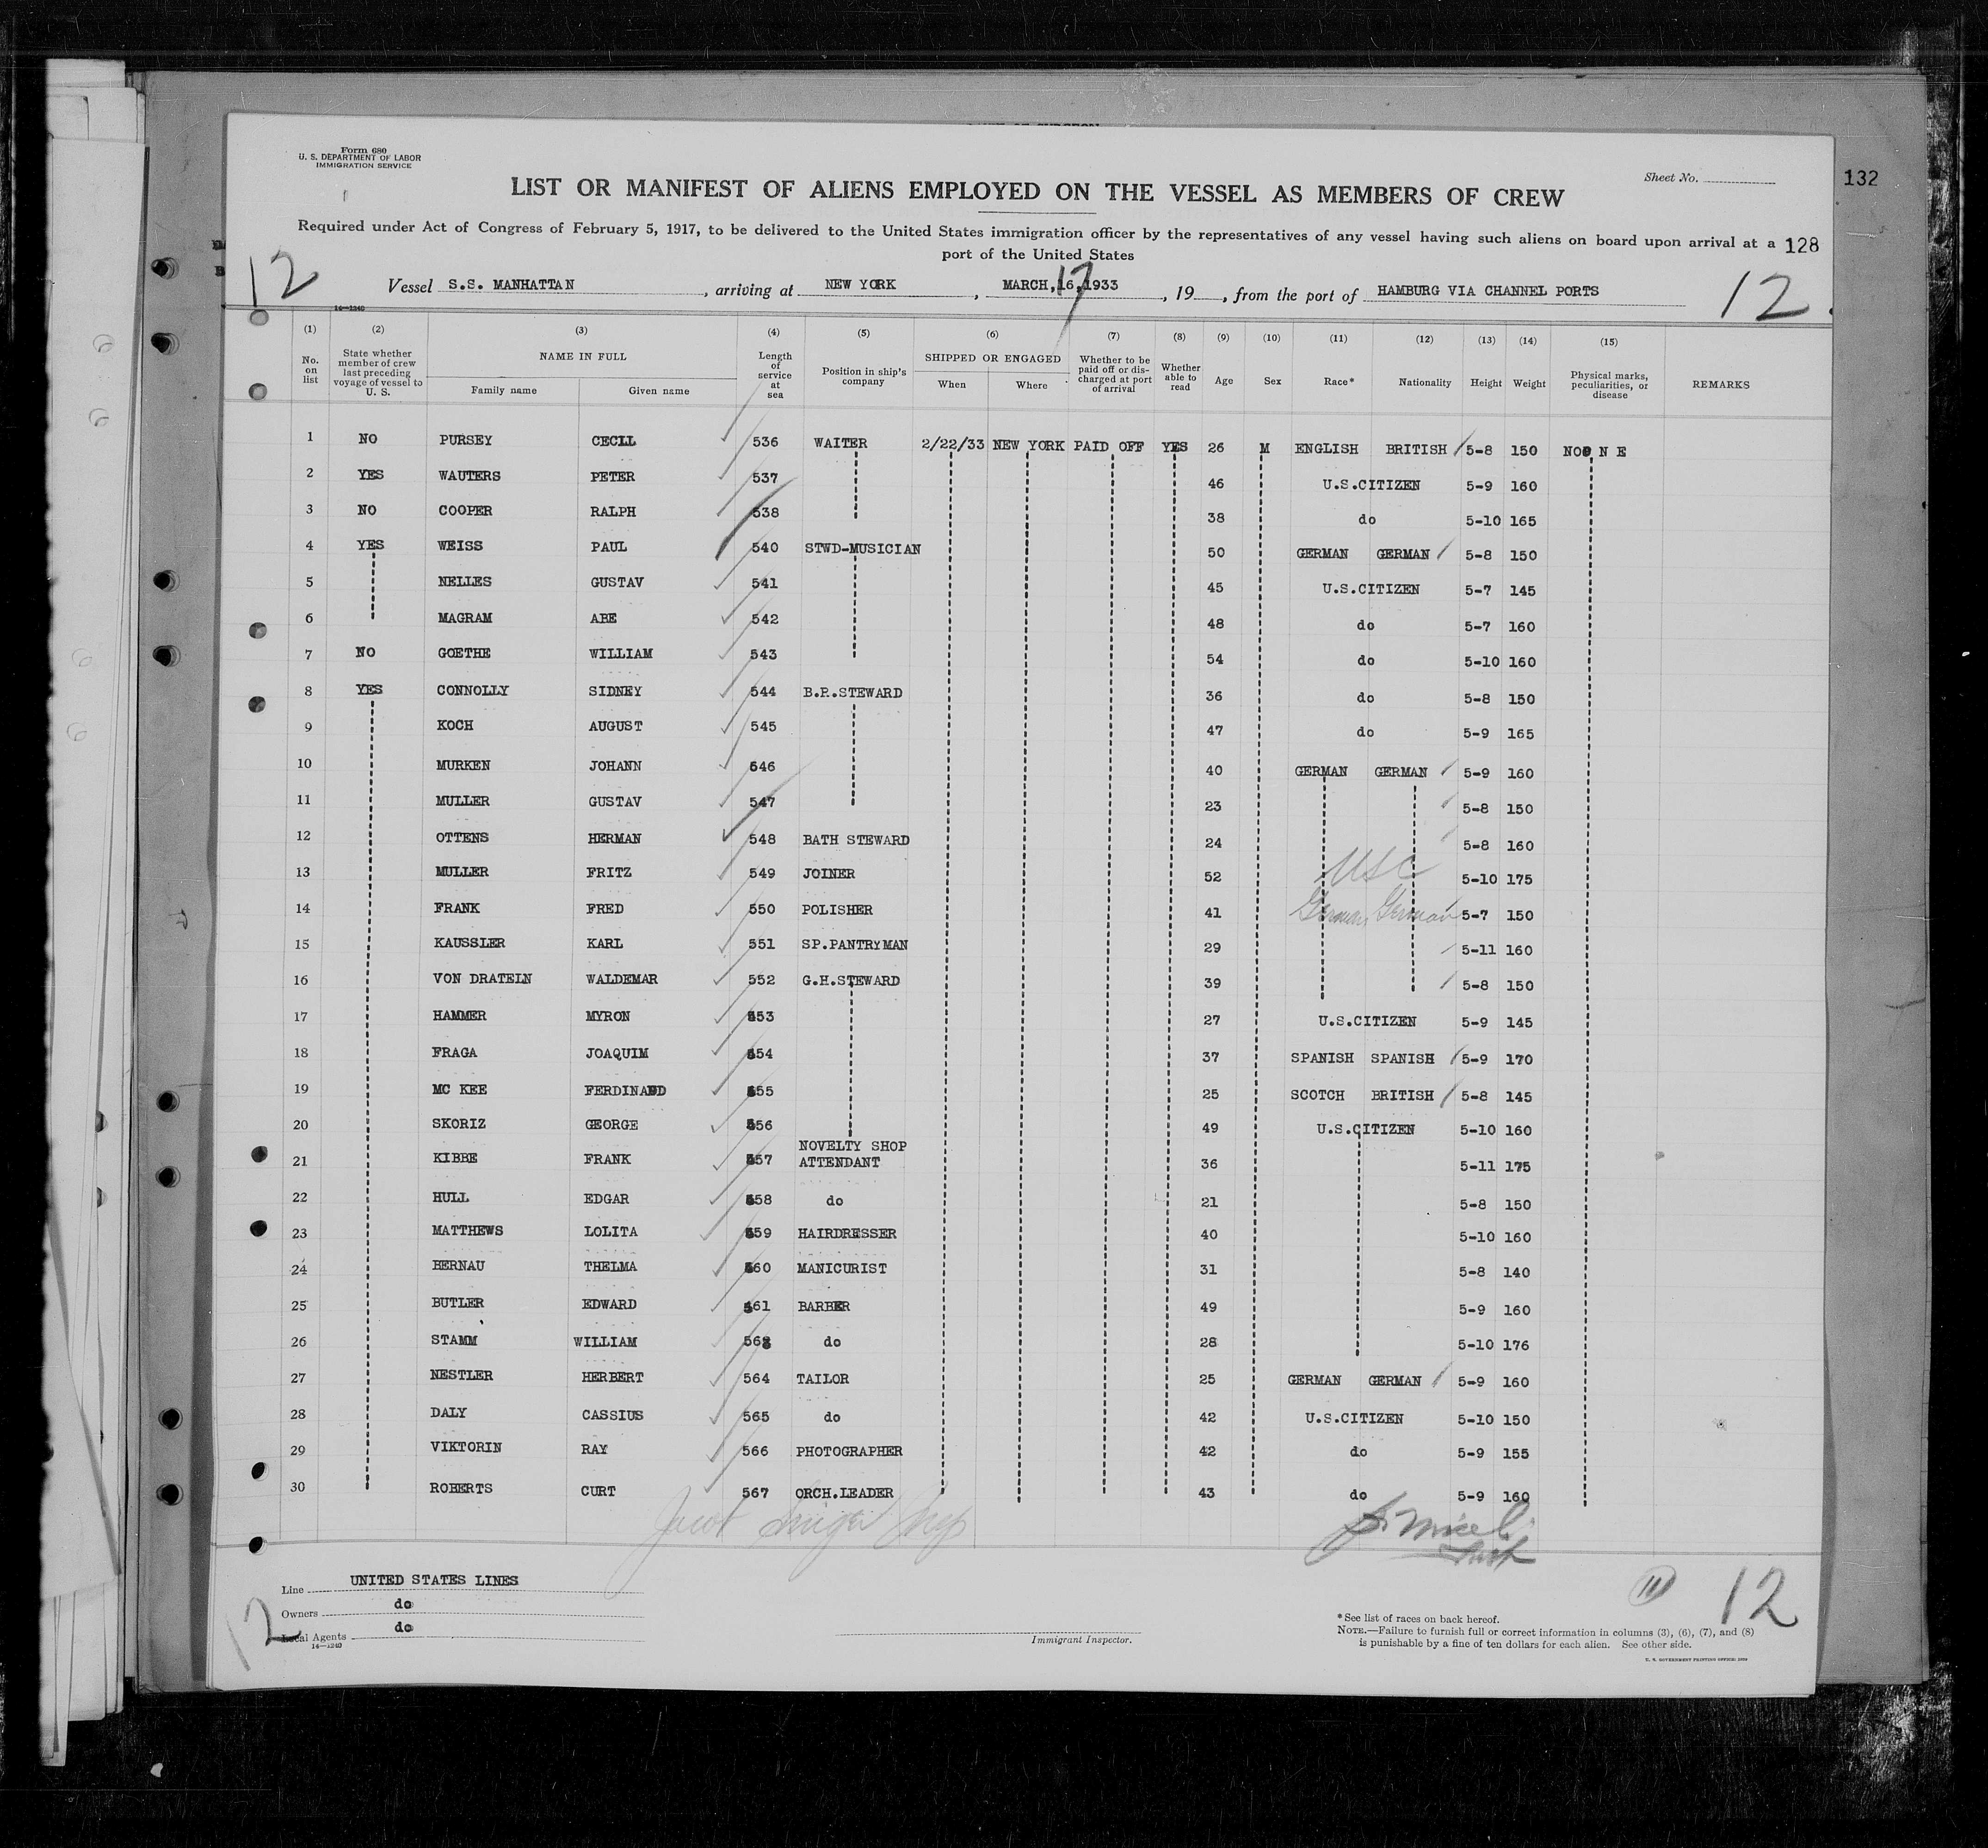 Form 680
U. S. DEPARTMENT OF LABOR
IMMIGRATION SERVICE
Sheet No.
132
LIST OR MANIFEST OF ALIENS EMPLOYED ON THE VESSEL AS MEMBERS OF CREW
Required under Act of Congress of February 5, 1917, to be delivered to the United States immigration officer by the representatives of any vessel having such aliens on board upon arrival at a 128
port of the United States
12 Vessel S.S. MANHATTAN, arriving at NEW YORK, MARCH, 16, 17 1933, 19, from the port of HAMBURG VIA CHANNEL PORTS 12
14—1240
(1) (2) (3) (4) (5) (6) (7) (8) (9) (10) (11) (12) (13) (14) (15)
No. on list State whether member of crew last preceding voyage of vessel to U. S. NAME IN FULL Family name Given name Length of service at sea Position in ship's company SHIPPED OR ENGAGED When Where Whether to be paid off or discharged at port of arrival Whether able to read Age Sex Race* Nationality Height Weight Physical marks, peculiarities, or disease REMARKS
1 NO PURSEY CECIL 536 WAITER 2/22/33 NEW YORK PAID OFF YES 26 M ENGLISH BRITISH 5-8 150 NONE
2 YES WAUTERS PETER 537 46 U.S.CITIZEN 5-9 160
3 NO COOPER RALPH 538 38 do 5-10 165
4 YES WEISS PAUL 540 STWD-MUSICIAN 50 GERMAN GERMAN 5-8 150
5 NELLES GUSTAV 541 45 U.S.CITIZEN 5-7 145
6 MAGRAM ABE 542 48 do 5-7 160
7 NO GOETHE WILLIAM 543 54 do 5-10 160
8 YES CONNOLLY SIDNEY 544 B.R.STEWARD 36 do 5-8 150
9 KOCH AUGUST 545 47 do 5-9 165
10 MURKEN JOHANN 546 40 GERMAN GERMAN 5-9 160
11 MULLER GUSTAV 547 23 5-8 150
12 OTTENS HERMAN 548 BATH STEWARD 24 5-8 160
13 MULLER FRITZ 549 JOINER 52 USC 5-10 175
14 FRANK FRED 550 POLISHER 41 German German 5-7 150
15 KAUSSLER KARL 551 SP.PANTRYMAN 29 5-11 160
16 VON DRATELN WALDEMAR 552 G.H.STEWARD 39 5-8 150
17 HAMMER MYRON 553 27 U.S.CITIZEN 5-9 145
18 FRAGA JOAQUIM 554 37 SPANISH SPANISH 5-9 170
19 MC KEE FERDINAND 555 25 SCOTCH BRITISH 5-8 145
20 SKORIZ GEORGE 556 49 U.S.CITIZEN 5-10 160
21 KIBBE FRANK 557 NOVELTY SHOP ATTENDANT 36 5-11 175
22 HULL EDGAR 558 do 21 5-8 150
23 MATTHEWS LOLITA 559 HAIRDRESSER 40 5-10 160
24 BERNAU THELMA 560 MANICURIST 31 5-8 140
25 BUTLER EDWARD 561 BARBER 49 5-9 160
26 STAMM WILLIAM 56 do 28 5-10 176
27 NESTLER HERBERT 564 TAILOR 25 GERMAN GERMAN 5-9 160
28 DALY CASSIUS 565 do 42 U.S.CITIZEN 5-10 150
29 VIKTORIN RAY 566 PHOTOGRAPHER 42 do 5-9 155
30 ROBERTS CURT 567 ORCH.LEADER 43 do 5-9 160
Line UNITED STATES LINES
Owners do
Local Agents do
14—1240
12
Immigrant Inspector.
11 12
*See list of races on back hereof.
NOTE.—Failure to furnish full or correct information in columns (3), (6), (7), and (8)
is punishable by a fine of ten dollars for each alien. See other side.